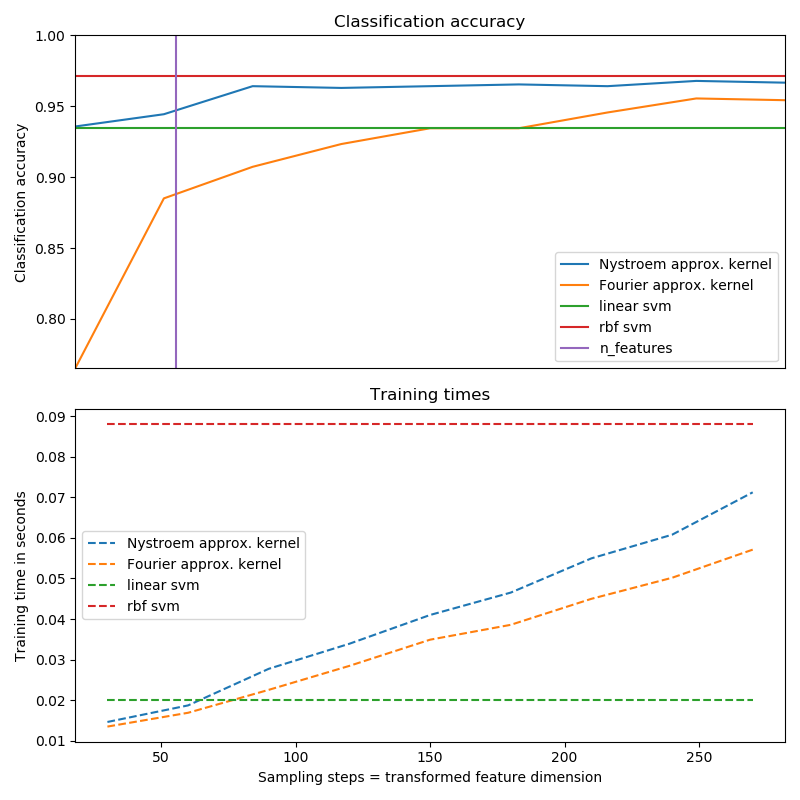 Classification accuracy
1.00
0.95
0.90
0.85
0.80
Classification accuracy
Nystroem approx. kernel
Fourier approx. kernel
linear svm
rbf svm
n_features
Training times
0.09
0.08
0.07
0.06
0.05
0.04
0.03
0.02
0.01
Training time in seconds
Nystroem approx. kernel
Fourier approx. kernel
linear svm
rbf svm
50 100 150 200 250
Sampling steps = transformed feature dimension